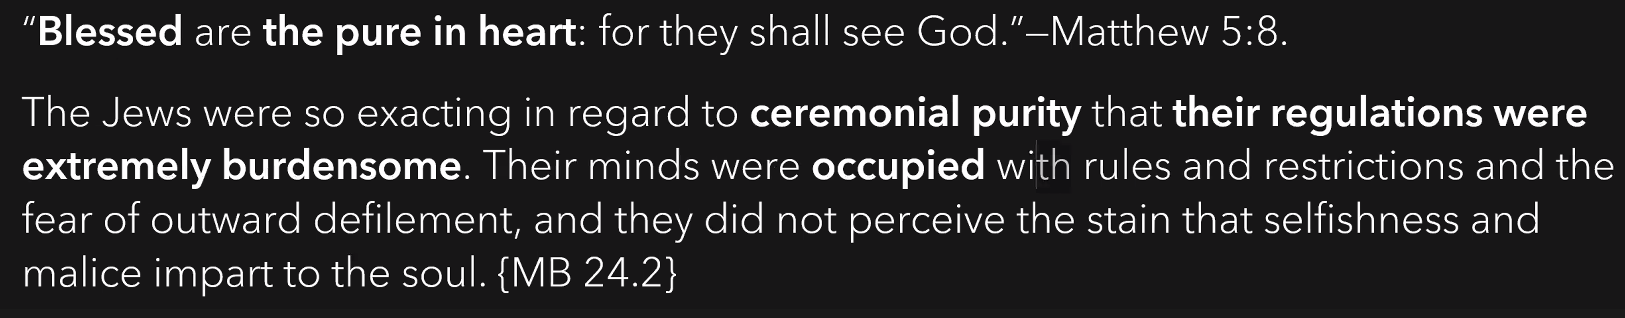 “Blessed are the pure in heart: for they shall see God.”—Matthew 5:8.
The Jews were so exacting in regard to ceremonial purity that their regulations were
extremely burdensome. Their minds were occupied with rules and restrictions and the
fear of outward defilement, and they did not perceive the stain that selfishness and
malice impart to the soul. {MB 24.2}